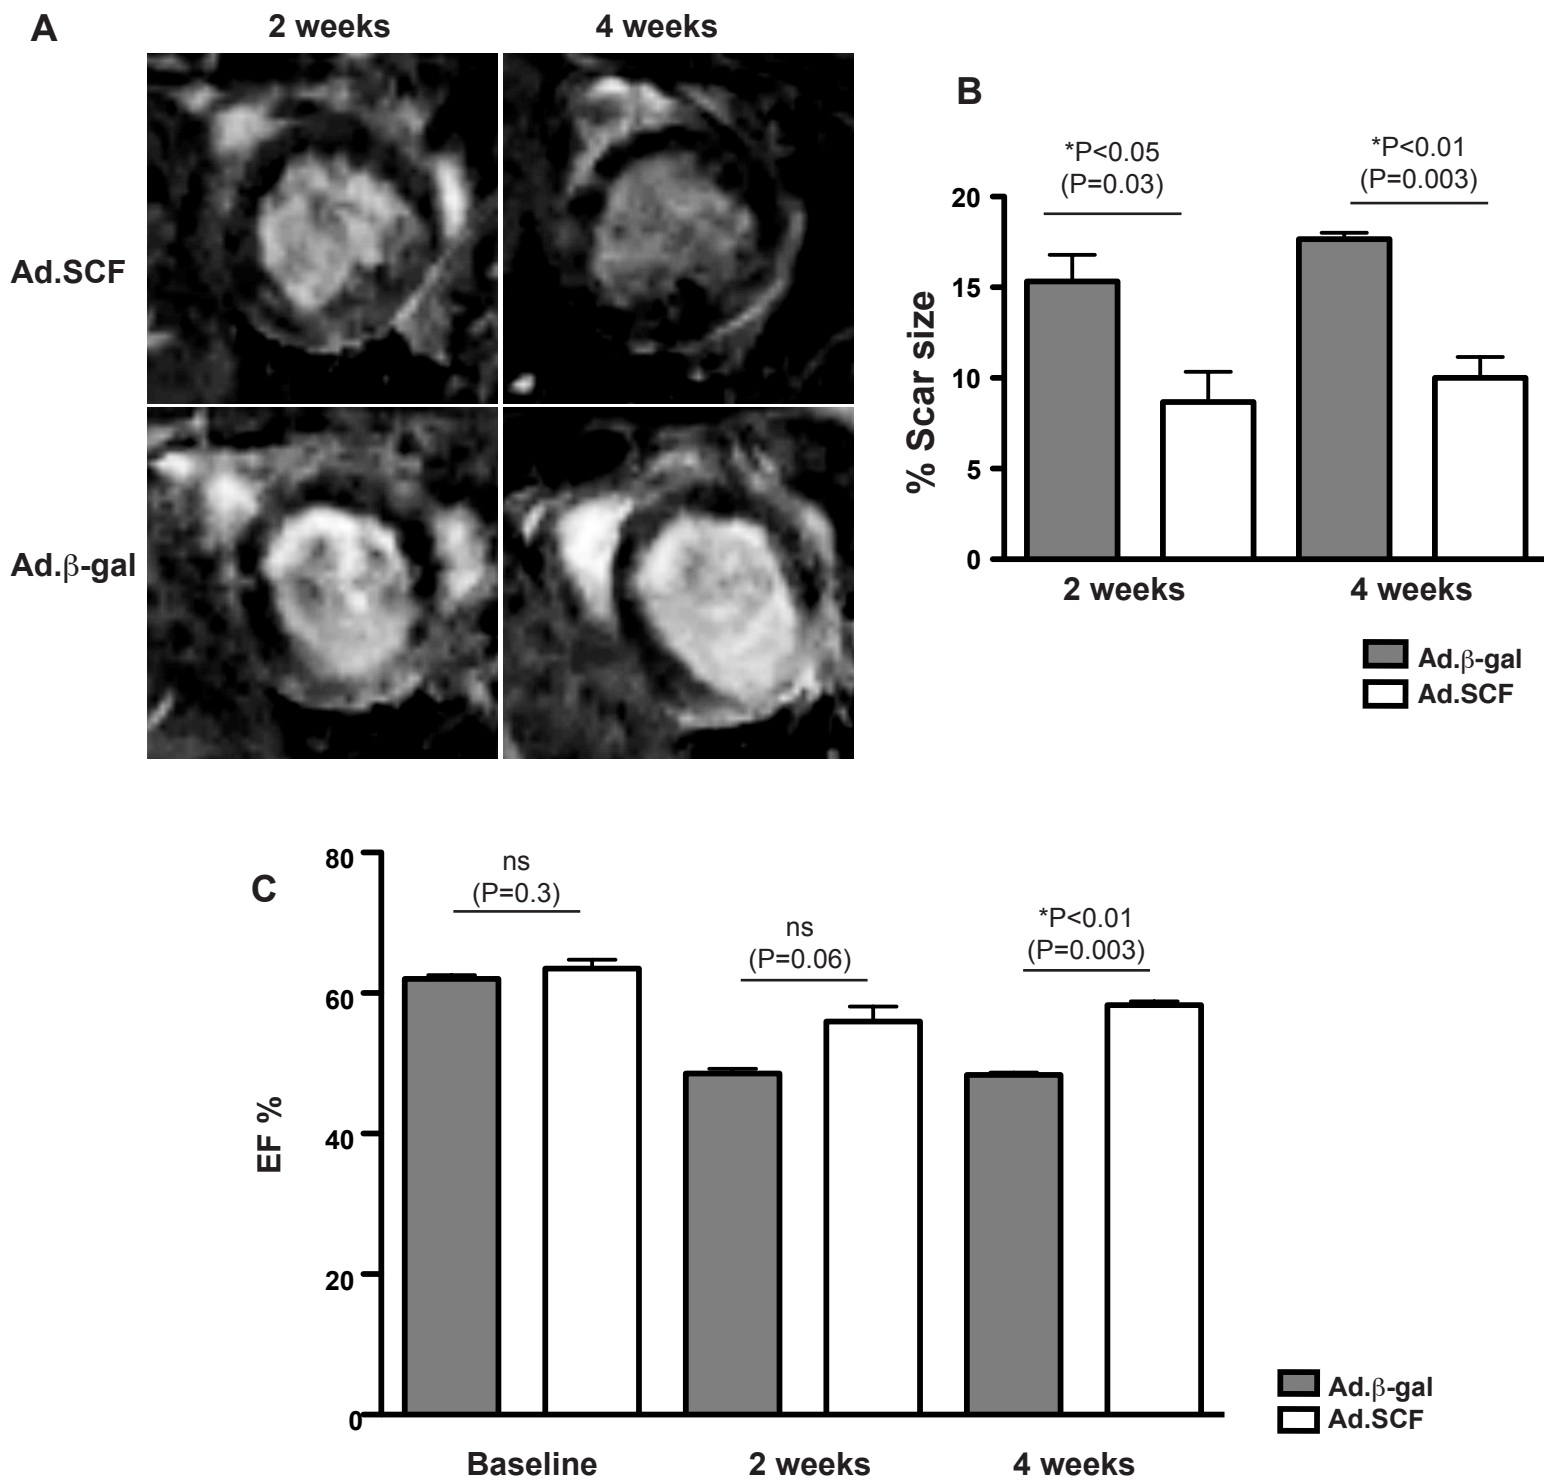 A
2 weeks
4 weeks
Ad.SCF
Ad.β-gal
B
*P<0.05
(P=0.03)
*P<0.01
(P=0.003)
20
15
10
5
0
% Scar size
2 weeks
4 weeks
Ad.β-gal
Ad.SCF
C
80
60
40
20
0
EF %
ns
(P=0.3)
ns
(P=0.06)
*P<0.01
(P=0.003)
Baseline
2 weeks
4 weeks
Ad.β-gal
Ad.SCF